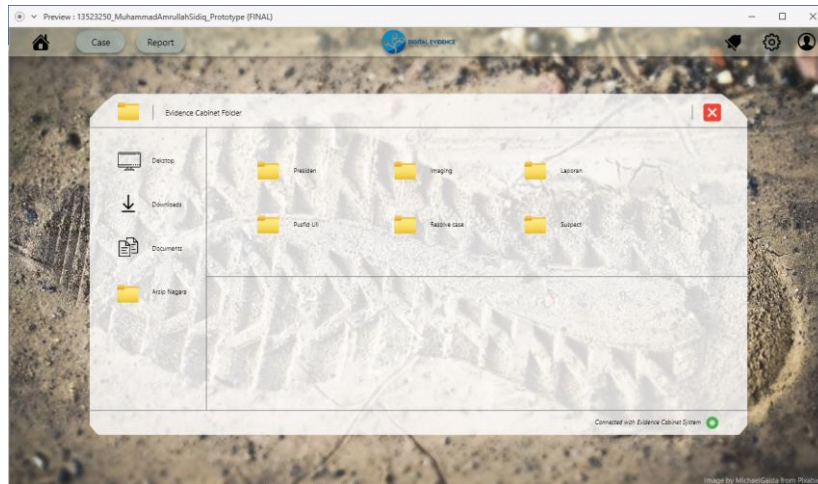 Preview : 13523250_MuhammadAmrullahSidiq_Prototype (FINAL)
Case Report DIGITAL EVIDENCE
Evidence Cabinet Folder
Dekstop Presiden Imaging Laporan
Downloads
Documents Pusfid UII Resolve case Suspect
Arsip Negara
Connected with Evidence Cabinet System
Image by MichaelGaida from Pixaba